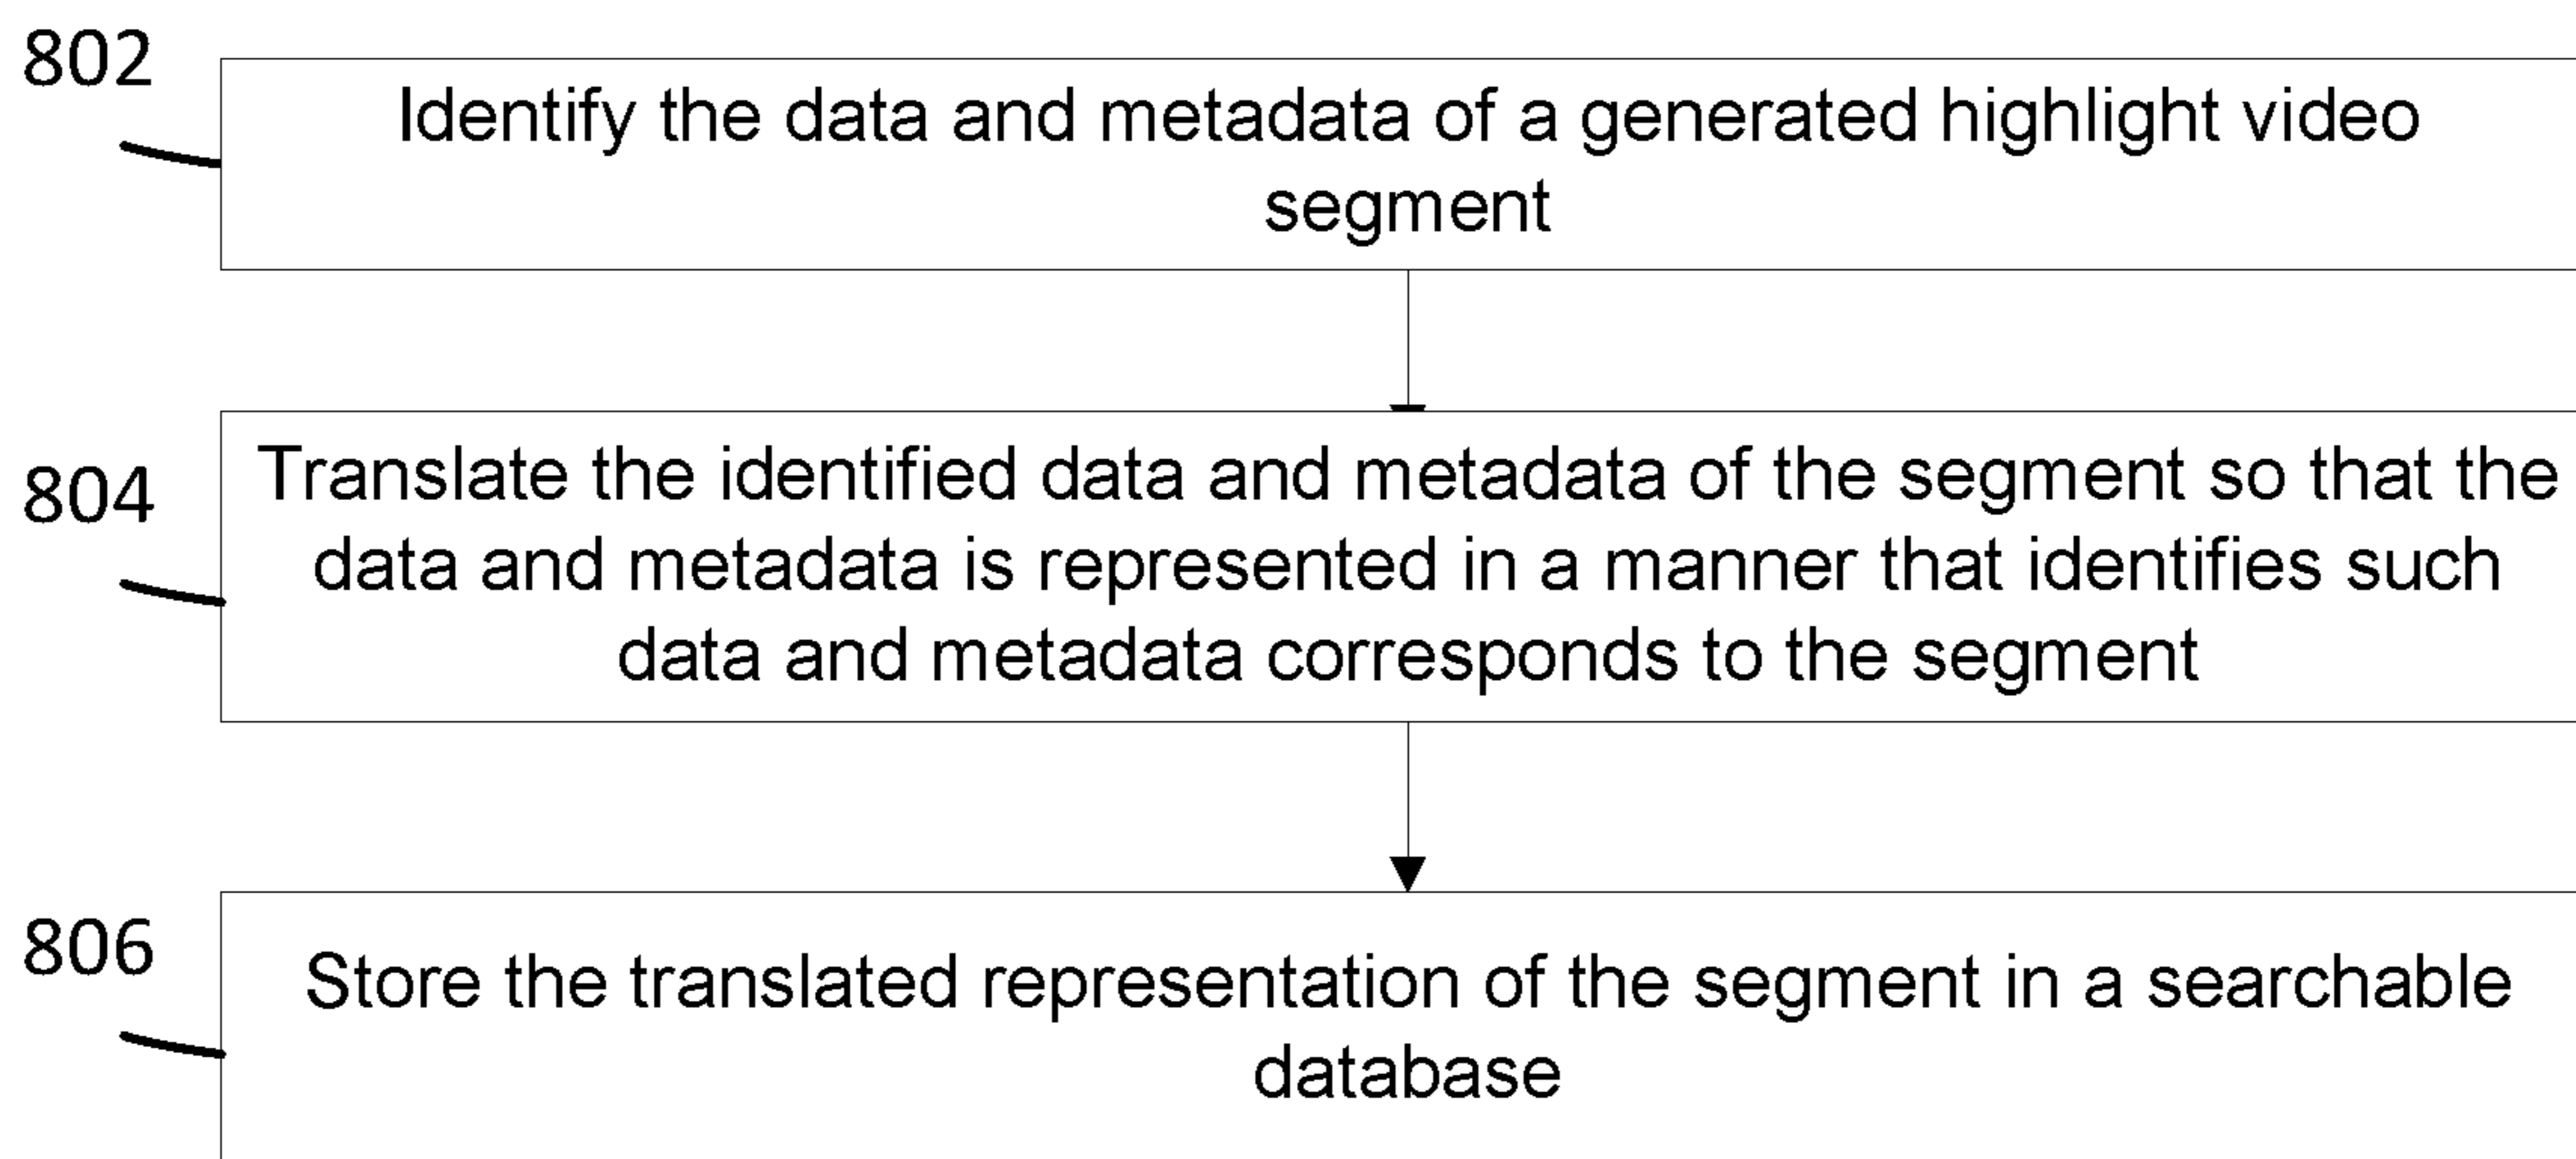 802
Identify the data and metadata of a generated highlight video
segment
804
Translate the identified data and metadata of the segment so that the
data and metadata is represented in a manner that identifies such
data and metadata corresponds to the segment
806
Store the translated representation of the segment in a searchable
database